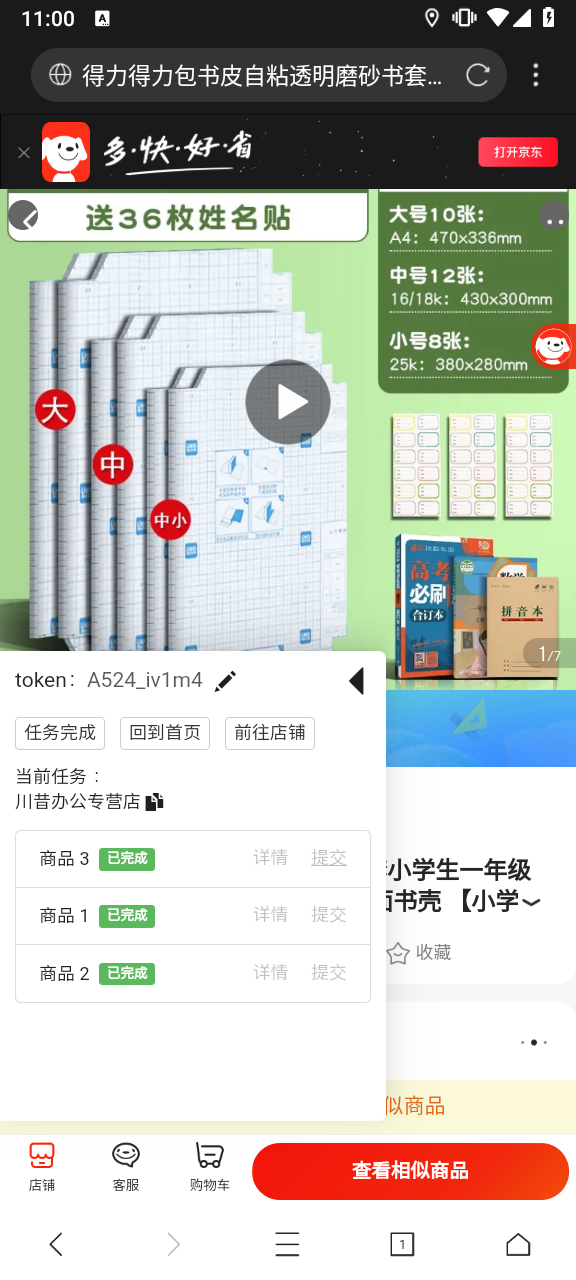 11:00
得力得力包书皮自粘透明磨砂书套...
多·快·好·省
打开京东
送36枚姓名贴
大号10张：
A4：470x336mm
中号12张：
16/18k：430x300mm
小号8张：
25k：380x280mm
大
中
中小
高考
必刷
合订本
数学
拼音本
1/7
token：A524_iv1m4
任务完成 回到首页 前往店铺
当前任务：
川昔办公专营店
商品 3 已完成 详情 提交
商品 1 已完成 详情 提交
商品 2 已完成 详情 提交
小学生一年级
书壳 【小学
收藏
似商品
店铺 客服 购物车 查看相似商品
1